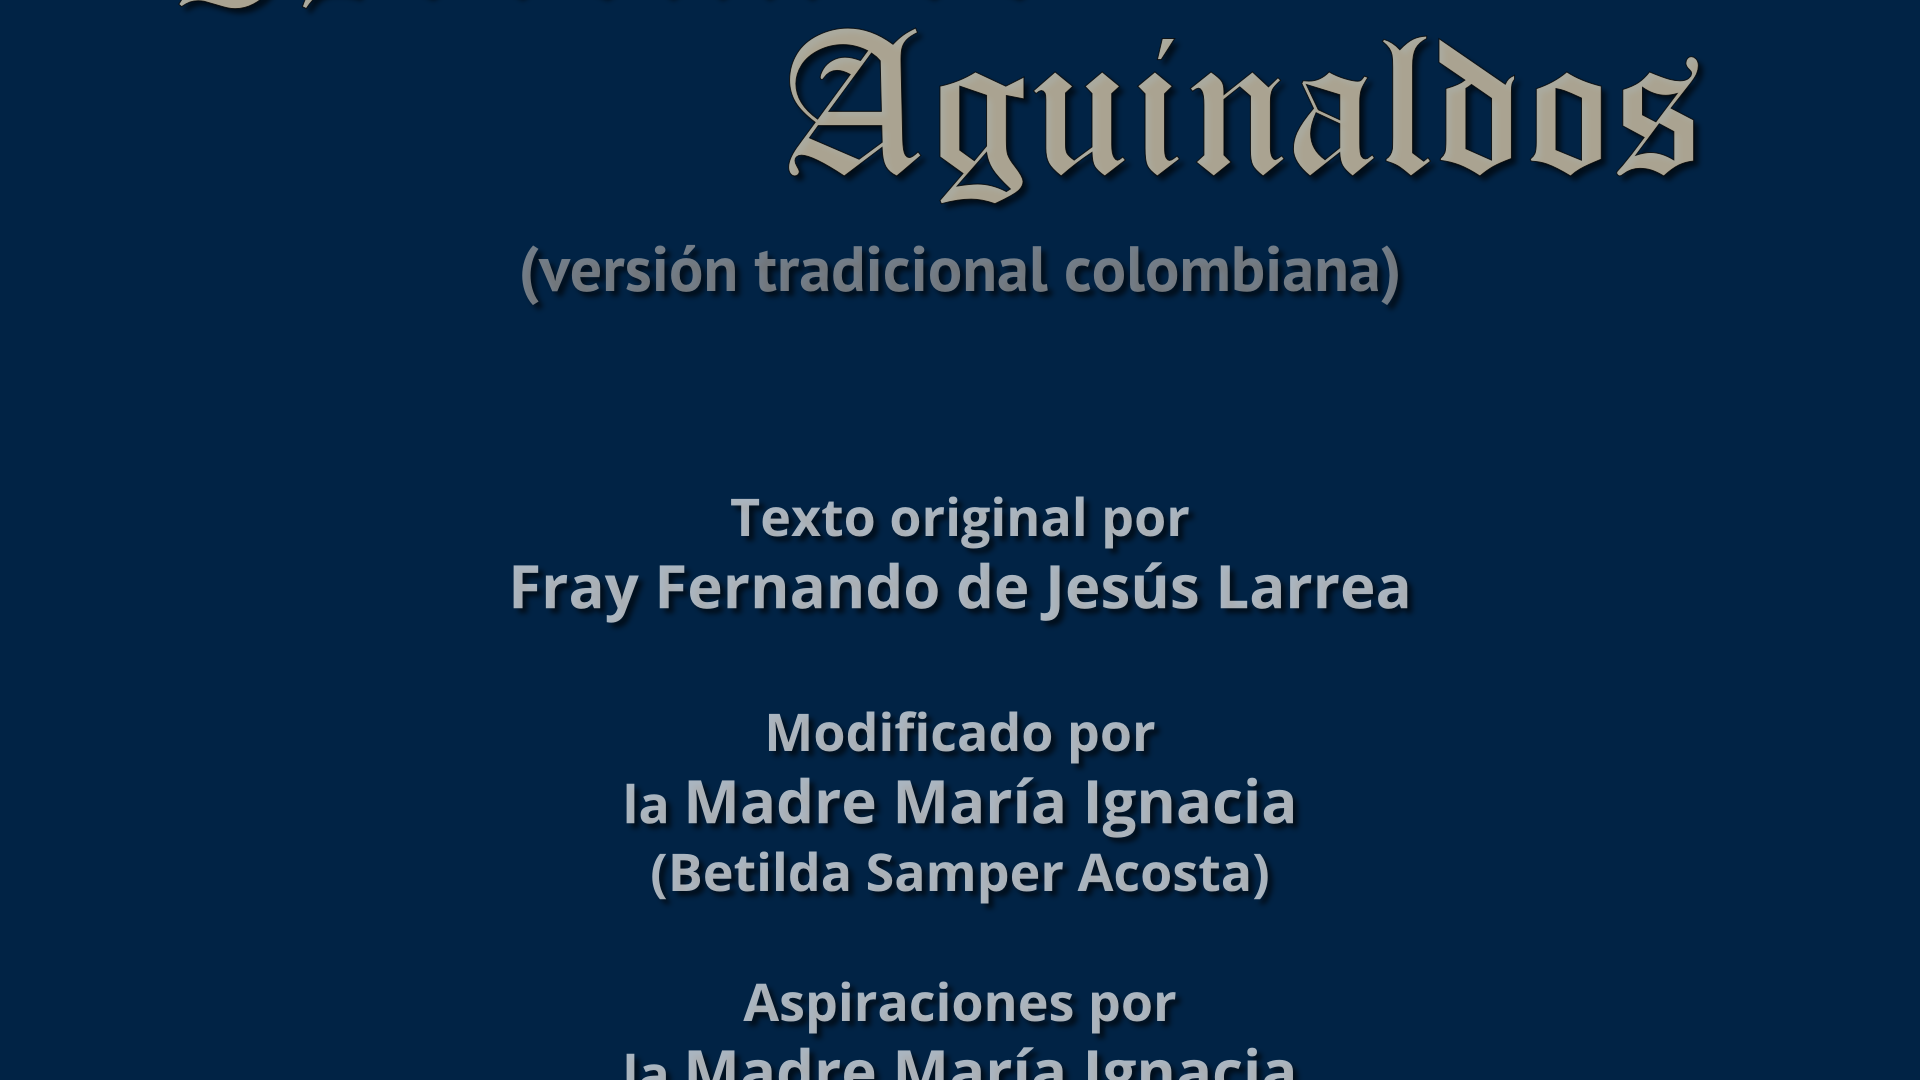 Aguinaldos
(versión tradicional colombiana)
Texto original por
Fray Fernando de Jesús Larrea
Modificado por
la Madre María Ignacia
(Betilda Samper Acosta)
Aspiraciones por
la Madre María Ignacia